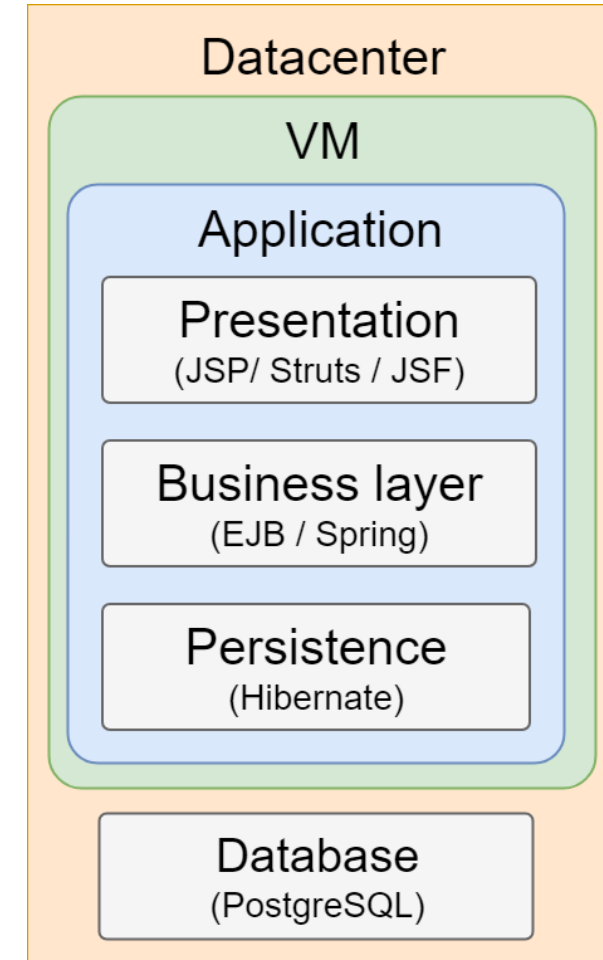 Datacenter
VM
Application
Presentation
(JSP/ Struts / JSF)
Business layer
(EJB / Spring)
Persistence
(Hibernate)
Database
(PostgreSQL)